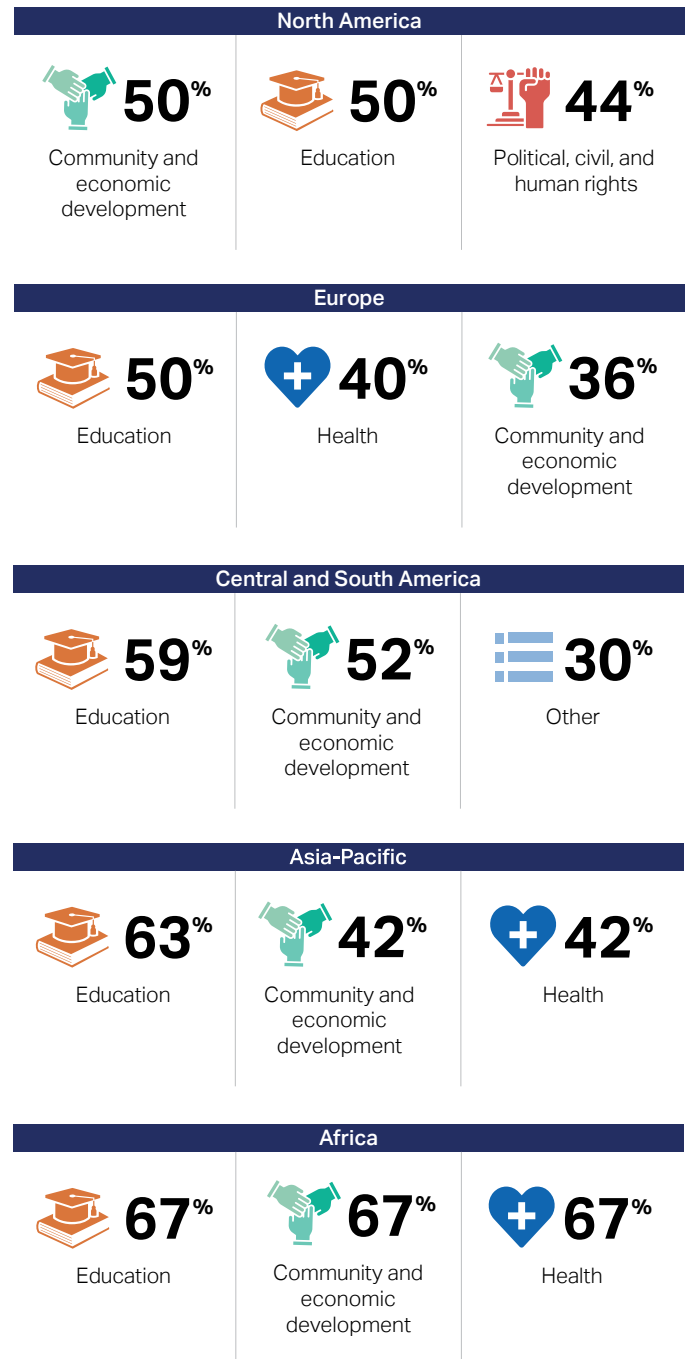 North America
50%
Community and
economic
development
50%
Education
44%
Political, civil, and
human rights
Europe
50%
Education
40%
Health
36%
Community and
economic
development
Central and South America
59%
Education
52%
Community and
economic
development
30%
Other
Asia-Pacific
63%
Education
42%
Community and
economic
development
42%
Health
Africa
67%
Education
67%
Community and
economic
development
67%
Health